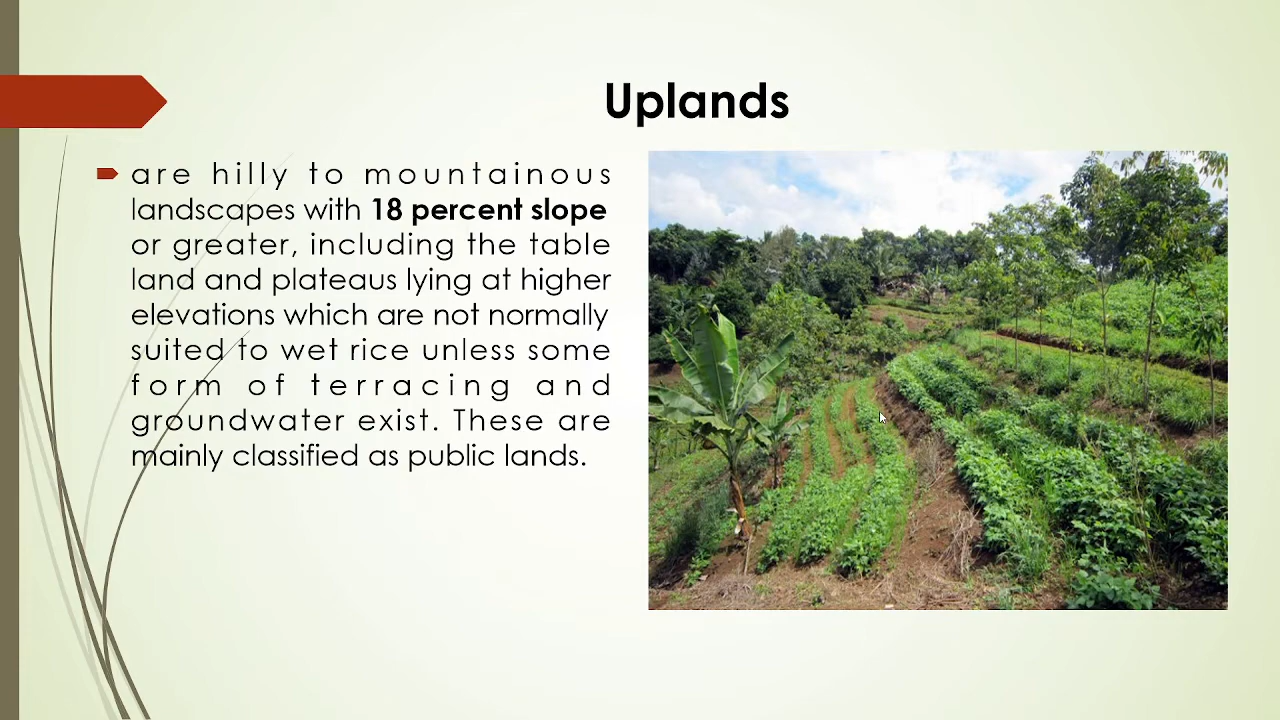 Uplands
are hilly to mountainous
landscapes with 18 percent slope
or greater, including the table
land and plateaus lying at higher
elevations which are not normally
suited to wet rice unless some
form of terracing and
groundwater exist. These are
mainly classified as public lands.